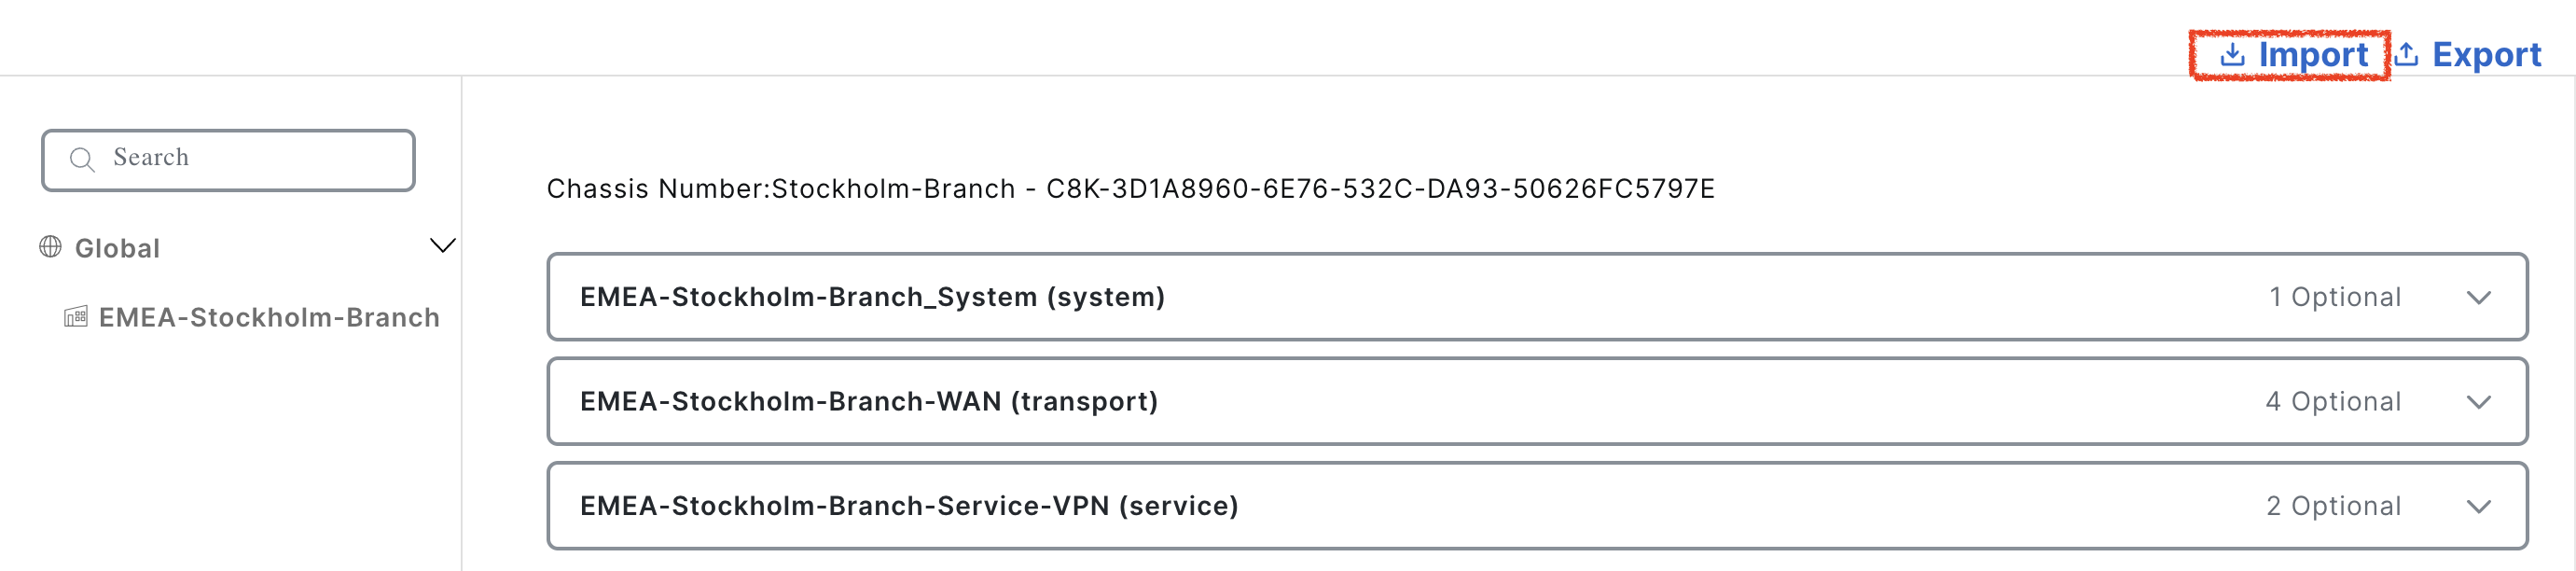 Import Export
Search
Global
EMEA-Stockholm-Branch
Chassis Number:Stockholm-Branch - C8K-3D1A8960-6E76-532C-DA93-50626FC5797E
EMEA-Stockholm-Branch_System (system) 1 Optional
EMEA-Stockholm-Branch-WAN (transport) 4 Optional
EMEA-Stockholm-Branch-Service-VPN (service) 2 Optional